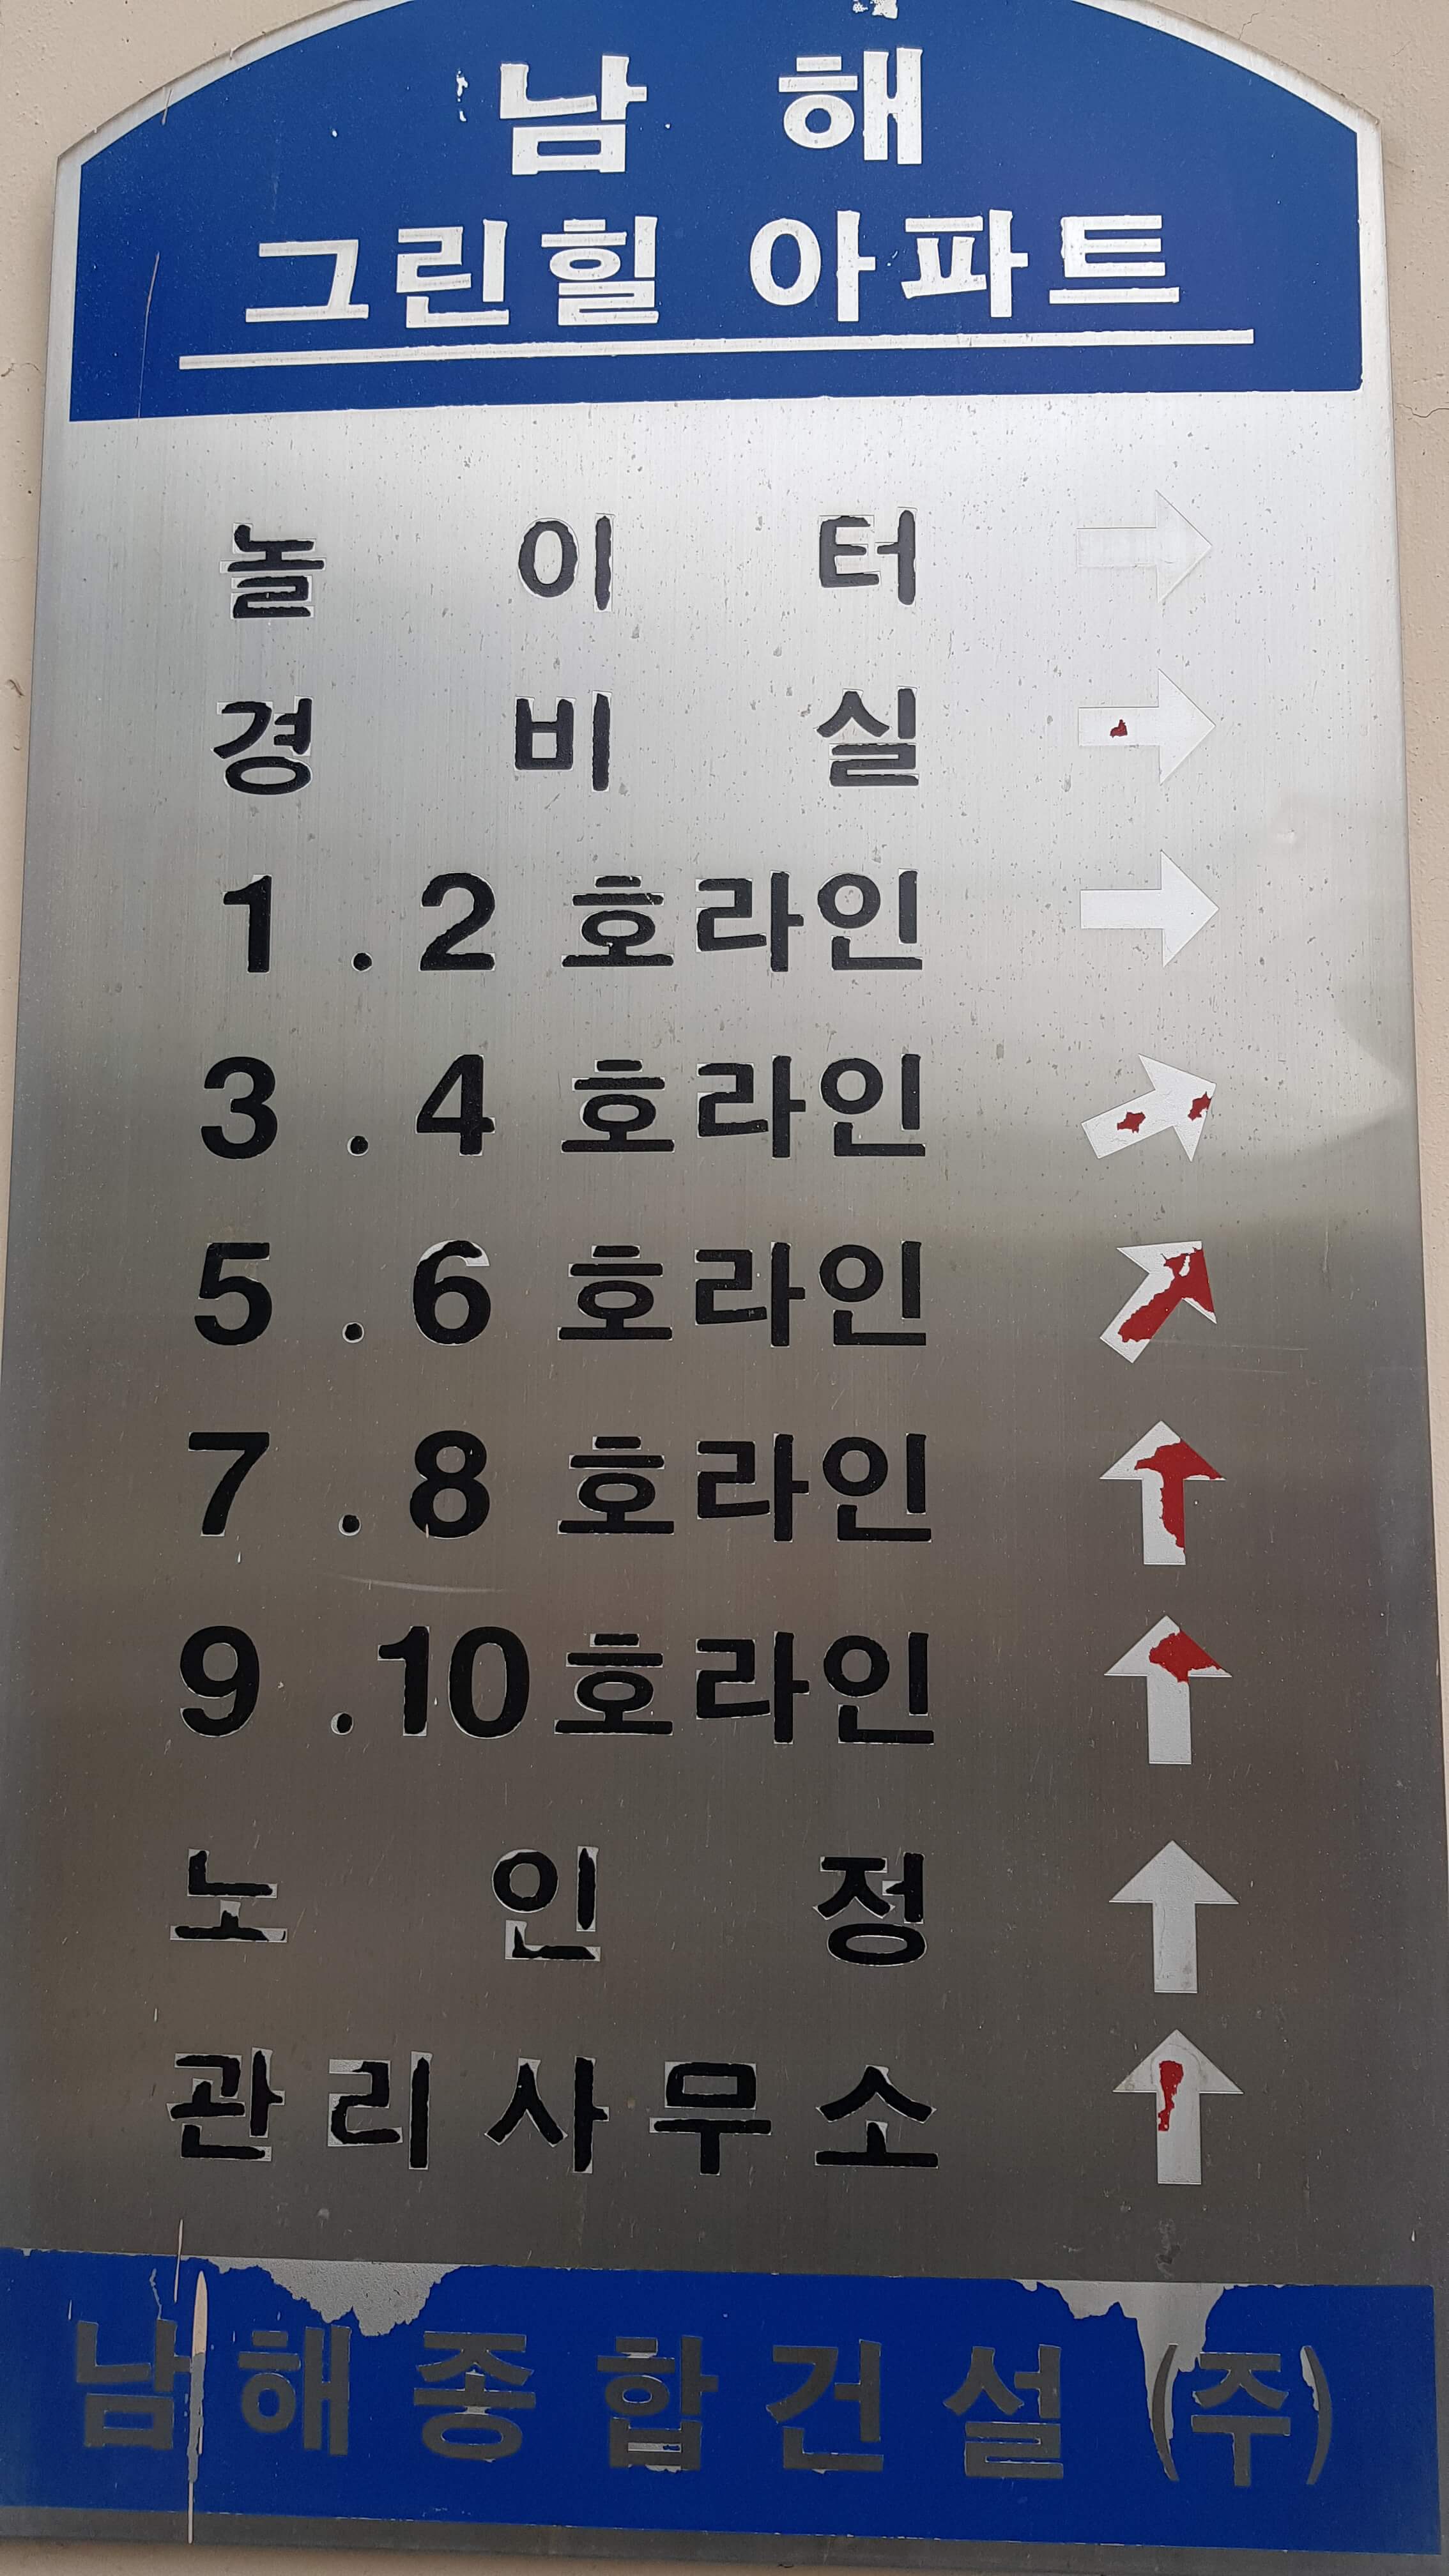 남 해
그린힐 아파트
놀 이 터
경 비 실
1 . 2 호라인
3 . 4 호라인
5 . 6 호라인
7 . 8 호라인
9 . 10 호라인
노 인 정
관리사무소
남해종합건설(주)